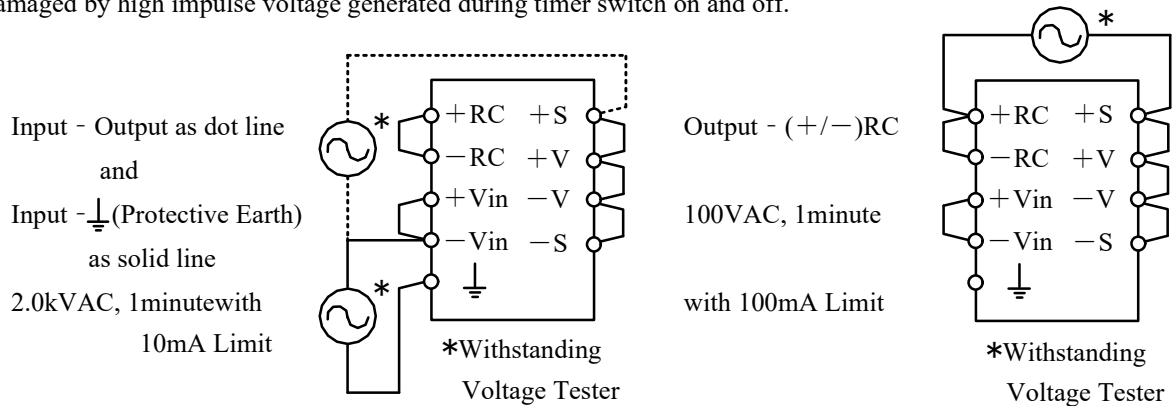 amaged by high impulse voltage generated during timer switch on and off.
Input - Output as dot line
and
Input - ⏚(Protective Earth)
as solid line
2.0kVAC, 1minutewith
10mA Limit
*
*
+RC +S
-RC +V
+Vin -V
-Vin -S
*Withstanding
Voltage Tester
Output - (+/-)RC
100VAC, 1minute
with 100mA Limit
*
+RC +S
-RC +V
+Vin -V
-Vin -S
*Withstanding
Voltage Tester